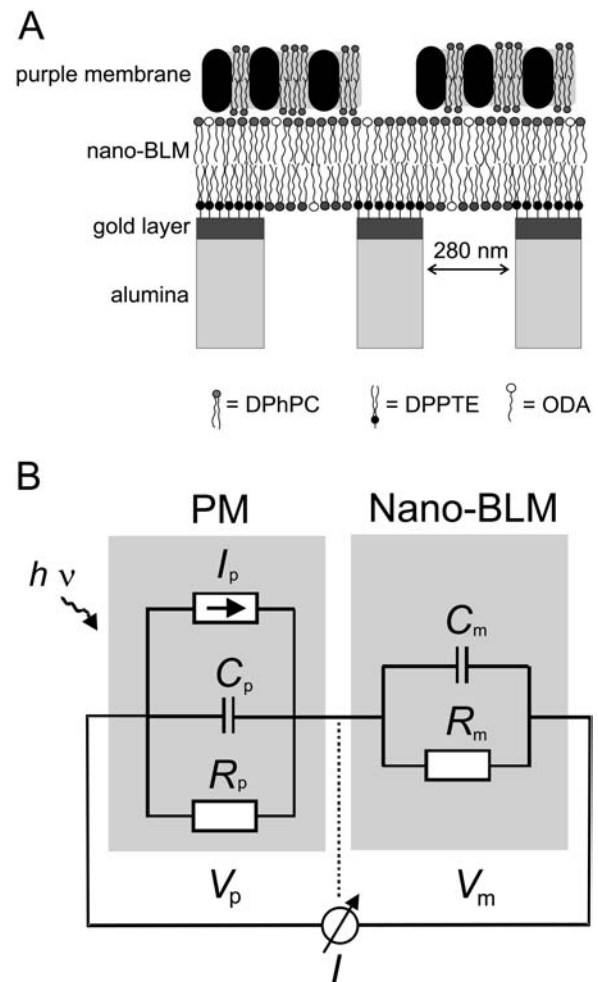 A
purple membrane
nano-BLM
gold layer
280 nm
alumina
= DPhPC = DPPTE = ODA
B
PM Nano-BLM
h ν
Ip
Cp
Rp
Cm
Rm
Vp Vm
I